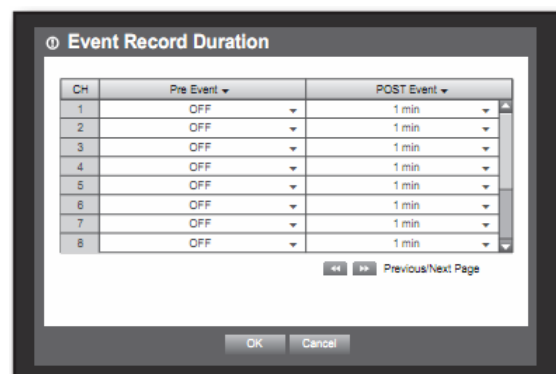 Event Record Duration
CH Pre Event POST Event
1 OFF 1 min
2 OFF 1 min
3 OFF 1 min
4 OFF 1 min
5 OFF 1 min
6 OFF 1 min
7 OFF 1 min
8 OFF 1 min
Previous/Next Page
OK Cancel